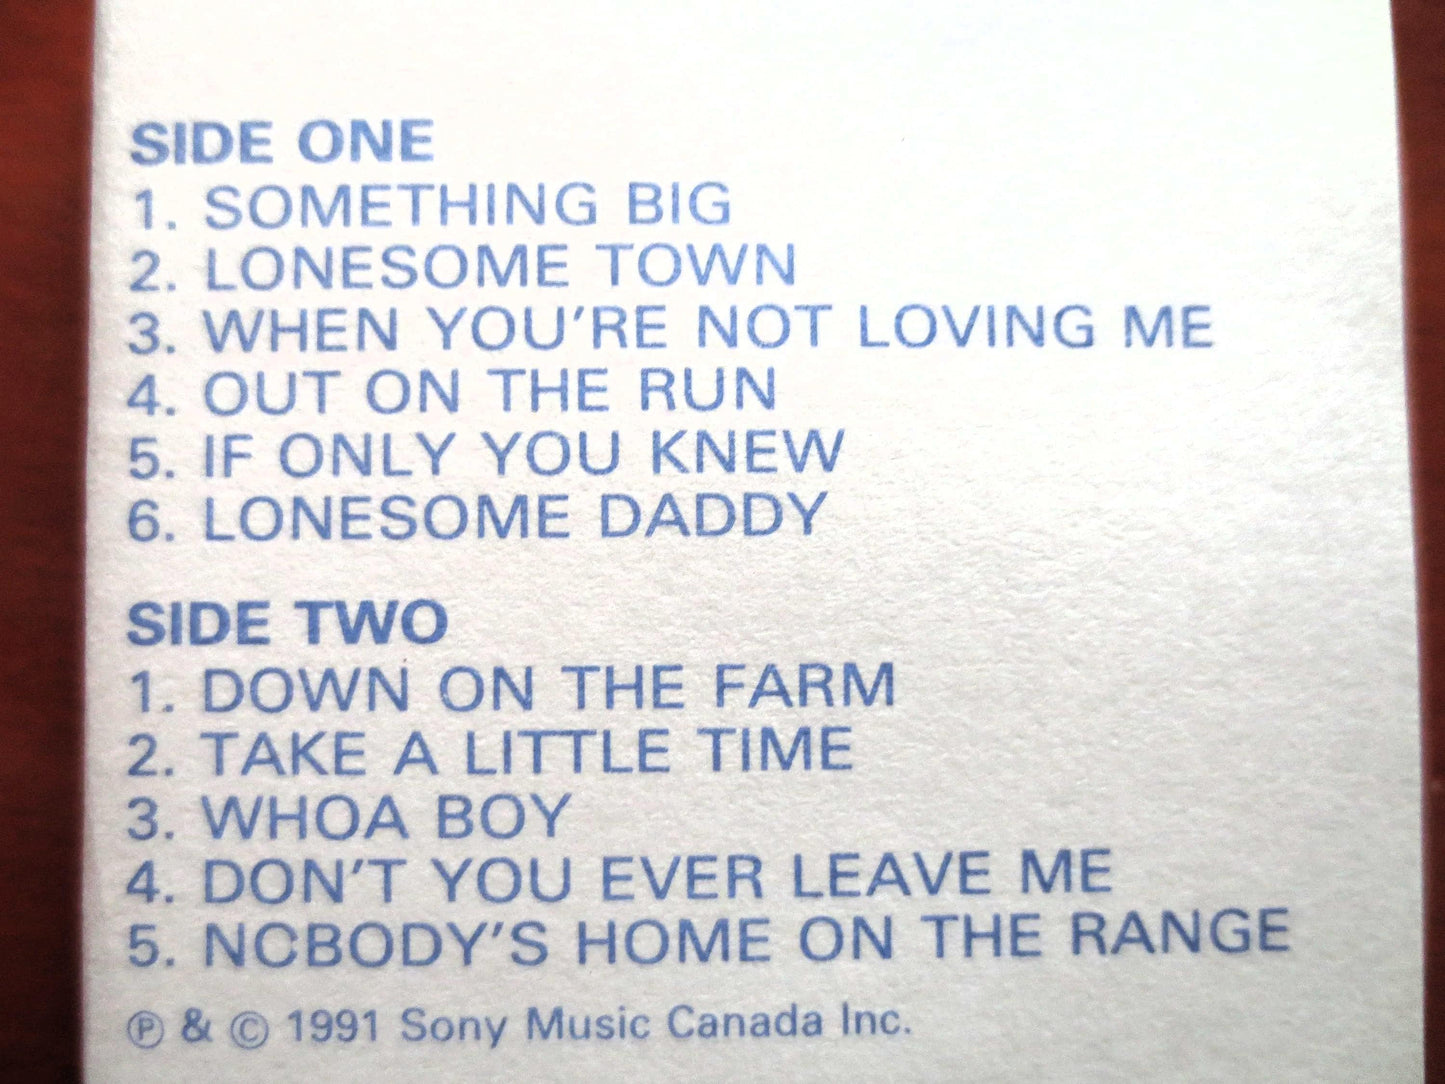 SIDE ONE
1. SOMETHING BIG
2. LONESOME TOWN
3. WHEN YOU'RE NOT LOVING ME
4. OUT ON THE RUN
5. IF ONLY YOU KNEW
6. LONESOME DADDY
SIDE TWO
1. DOWN ON THE FARM
2. TAKE A LITTLE TIME
3. WHOA BOY
4. DON'T YOU EVER LEAVE ME
5. NCBODY'S HOME ON THE RANGE
℗ & © 1991 Sony Music Canada Inc.